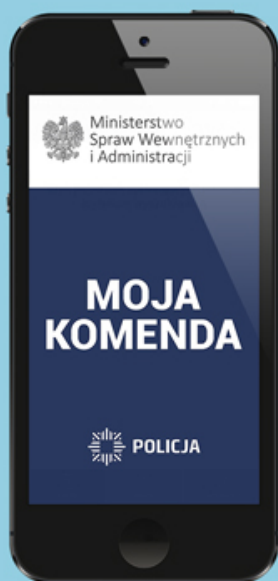 Ministerstwo
Spraw Wewnętrznych
i Administracji
MOJA
KOMENDA
POLICJA